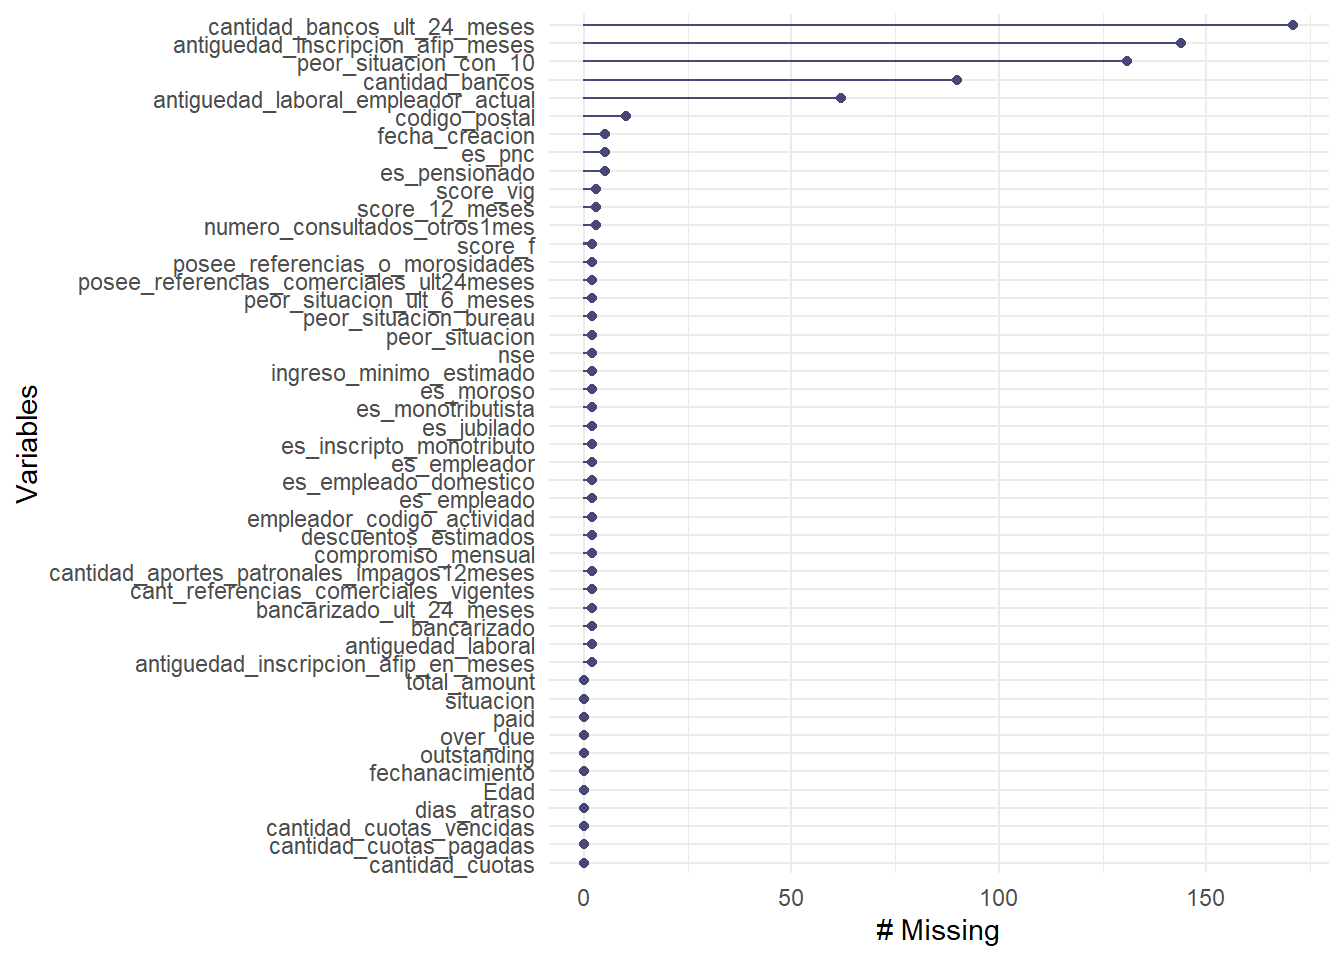 cantidad_bancos_ult_24_meses
antiguedad_inscripcion_afip_meses
peor_situacion_con_10
cantidad_bancos
antiguedad_laboral_empleador_actual
codigo_postal
fecha_creacion
es_pnc
es_pensionado
score_vig
score_12_meses
numero_consultados_otros1mes
score_f
posee_referencias_o_morosidades
posee_referencias_comerciales_ult24meses
peor_situacion_ult_6_meses
peor_situacion_bureau
peor_situacion
nse
ingreso_minimo_estimado
es_moroso
es_monotributista
es_jubilado
es_inscripto_monotributo
es_empleador
es_empleado_domestico
es_empleado
empleador_codigo_actividad
descuentos_estimados
compromiso_mensual
cantidad_aportes_patronales_impagos12meses
cant_referencias_comerciales_vigentes
bancarizado_ult_24_meses
bancarizado
antiguedad_laboral
antiguedad_inscripcion_afip_en_meses
total_amount
situacion
paid
over_due
outstanding
fechanacimiento
Edad
dias_atraso
cantidad_cuotas_vencidas
cantidad_cuotas_pagadas
cantidad_cuotas
Variables
0 50 100 150
# Missing